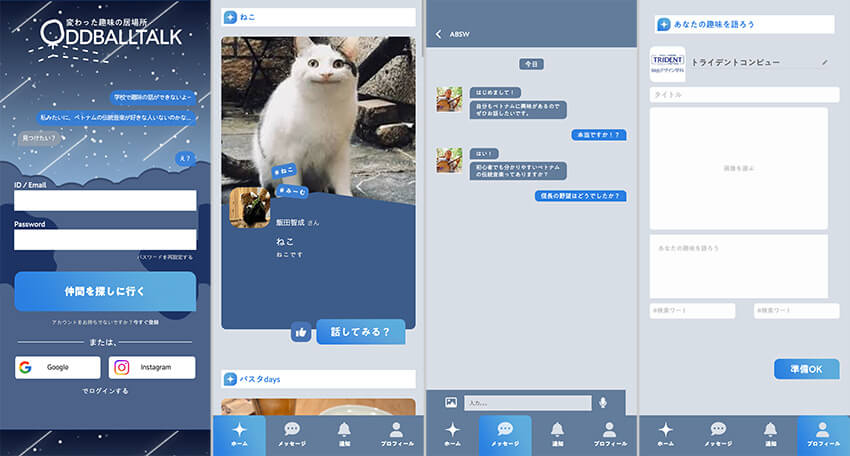 変わった趣味の居場所
ODDBALLTALK
学校で趣味の話ができないよ~
私みたいに、ベトナムの伝統音楽が好きな人いないのかな...
見つけたい?
え?
ID / Email
Password
パスワードを再設定する
仲間を探しに行く
アカウントをお持ちでないですか?今すぐ登録
または、
Google
Instagram
でログインする
ねこ
#ねこ
#みーむ
飯田智成 さん
ねこ
ねこです
話してみる?
パスタdays
ホーム
メッセージ
通知
プロフィール
ABSW
今日
はじめまして!
自分もベトナムに興味があるので
ぜひお話したいです。
本当ですか!?
はい!
初心者でも分かりやすいベトナム
の伝統音楽ってありますか?
信長の野望はどうでしたか?
入力...
ホーム
メッセージ
通知
プロフィール
あなたの趣味を語ろう
TRIDENT
トライデントコンピュー
タイトル
画像を選ぶ
あなたの趣味を語ろう
#検索ワード
#検索ワード
準備OK
ホーム
メッセージ
通知
プロフィール